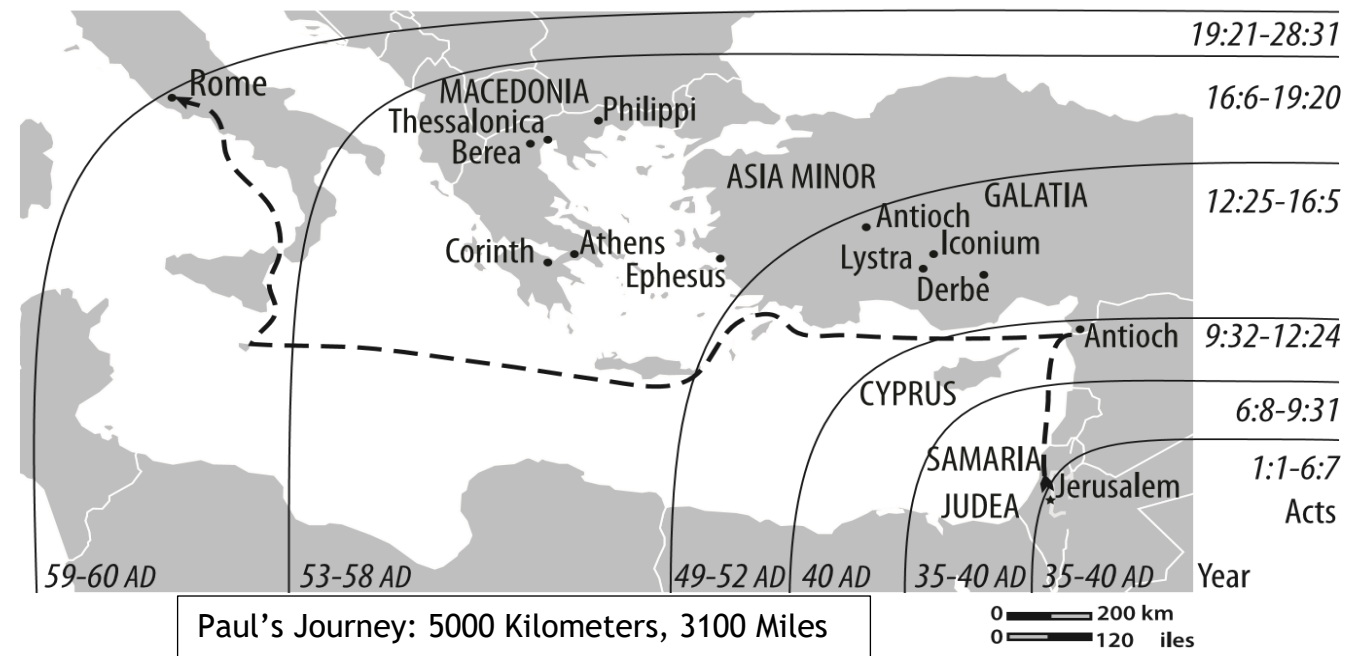 19:21-28:31
Rome
16:6-19:20
MACEDONIA
Philippi
Thessalonica
Berea
ASIA MINOR
GALATIA
12:25-16:5
Antioch
Iconium
Lystra
Corinth
Athens
Ephesus
Derbe
Antioch
9:32-12:24
CYPRUS
6:8-9:31
SAMARIA
1:1-6:7
Jerusalem
JUDEA
Acts
59-60 AD
53-58 AD
49-52 AD
40 AD
35-40 AD
35-40 AD
Year
Paul's Journey: 5000 Kilometers, 3100 Miles
0 200 km
0 120 iles